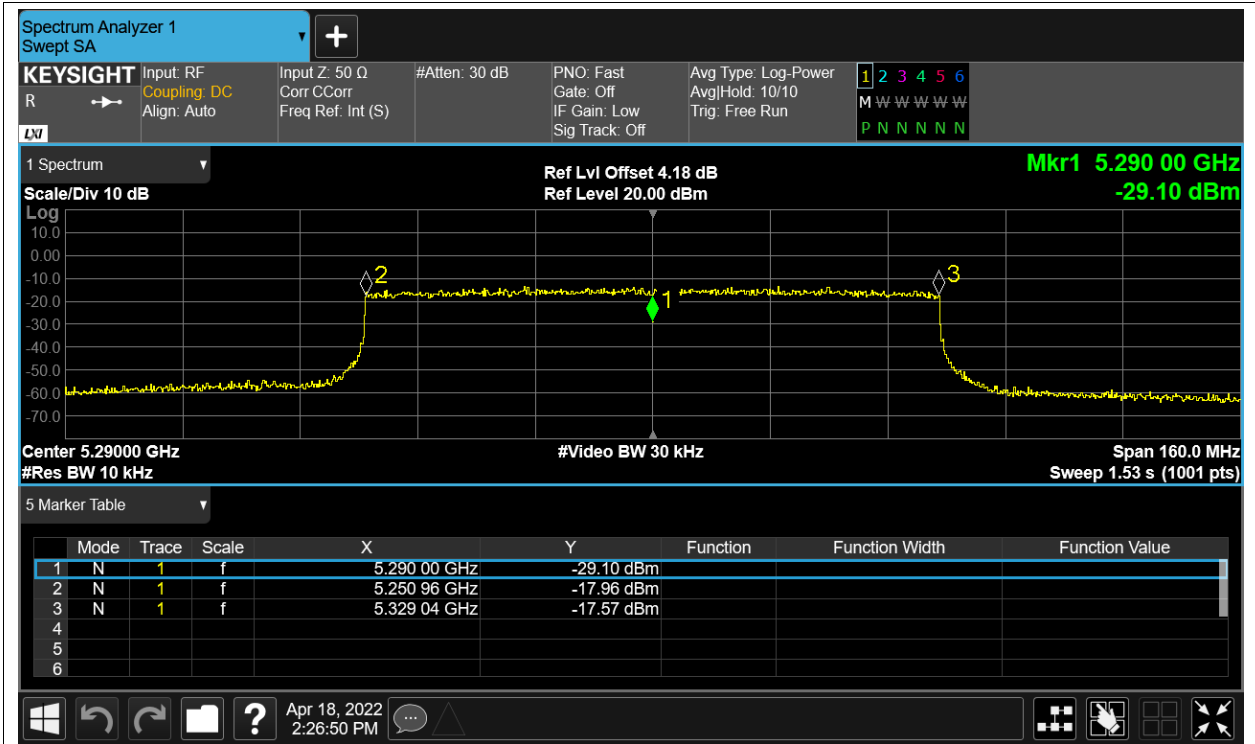 Spectrum Analyzer 1
Swept SA
+
KEYSIGHT
R
LXI
Input: RF
Coupling: DC
Align: Auto
Input Z: 50 Ω
Corr CCorr
Freq Ref: Int (S)
#Atten: 30 dB
PNO: Fast
Gate: Off
IF Gain: Low
Sig Track: Off
Avg Type: Log-Power
Avg|Hold: 10/10
Trig: Free Run
1 2 3 4 5 6
M W W W W W
P N N N N N
1 Spectrum
Scale/Div 10 dB
Ref Lvl Offset 4.18 dB
Ref Level 20.00 dBm
Mkr1 5.290 00 GHz
-29.10 dBm
Log
10.0
0.00
-10.0
-20.0
-30.0
-40.0
-50.0
-60.0
-70.0
2
1
3
Center 5.29000 GHz
#Video BW 30 kHz
Span 160.0 MHz
#Res BW 10 kHz
Sweep 1.53 s (1001 pts)
5 Marker Table
Mode Trace Scale X Y Function Function Width Function Value
1 N 1 f 5.290 00 GHz -29.10 dBm
2 N 1 f 5.250 96 GHz -17.96 dBm
3 N 1 f 5.329 04 GHz -17.57 dBm
4
5
6
?
Apr 18, 2022
2:26:50 PM